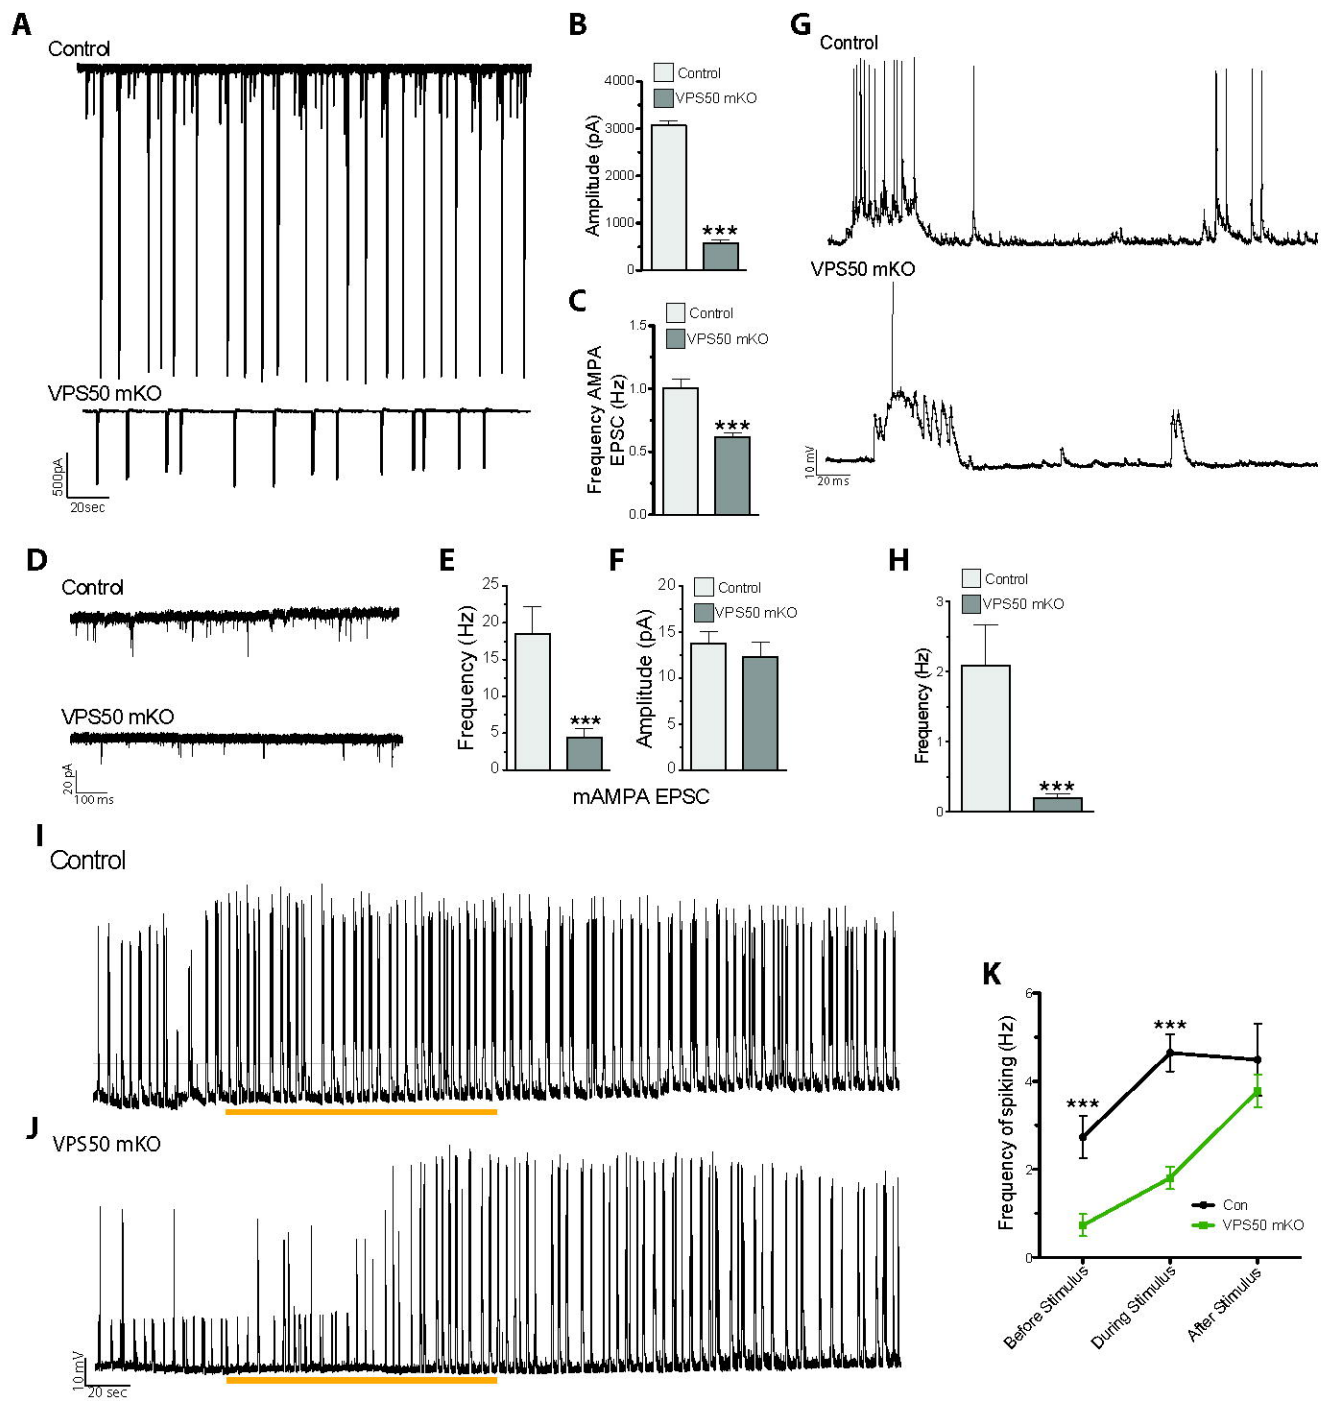 A
Control
VPS50 mKO
500pA
20sec
B
Control
VPS50 mKO
Amplitude (pA)
4000
3000
2000
1000
0
***
C
Control
VPS50 mKO
Frequency AMPA
EPSC (Hz)
1.5
1.0
0.5
0.0
***
G
Control
VPS50 mKO
10 mV
20 ms
D
Control
VPS50 mKO
20 pA
100 ms
E
Frequency (Hz)
25
20
15
10
5
0
***
F
Control
VPS50 mKO
Amplitude (pA)
20
15
10
5
0
mAMPA EPSC
H
Control
VPS50 mKO
Frequency (Hz)
3
2
1
0
***
I
Control
J
VPS50 mKO
10 mV
20 sec
K
Frequency of spiking (Hz)
6
4
2
0
***
***
Con
VPS50 mKO
Before Stimulus
During Stimulus
After Stimulus